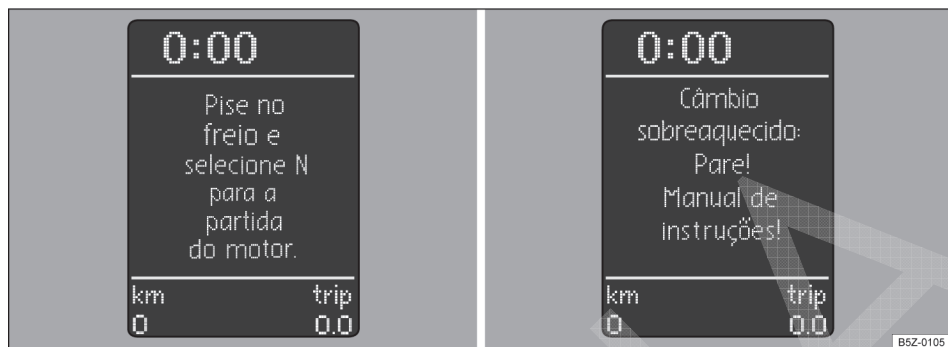 0:00
Pise no
freio e
selecione N
para a
partida
do motor.
km trip
0 0.0
0:00
Câmbio
sobreaquecido:
Pare!
Manual de
instruções!
km trip
0 0.0
B5Z-0105